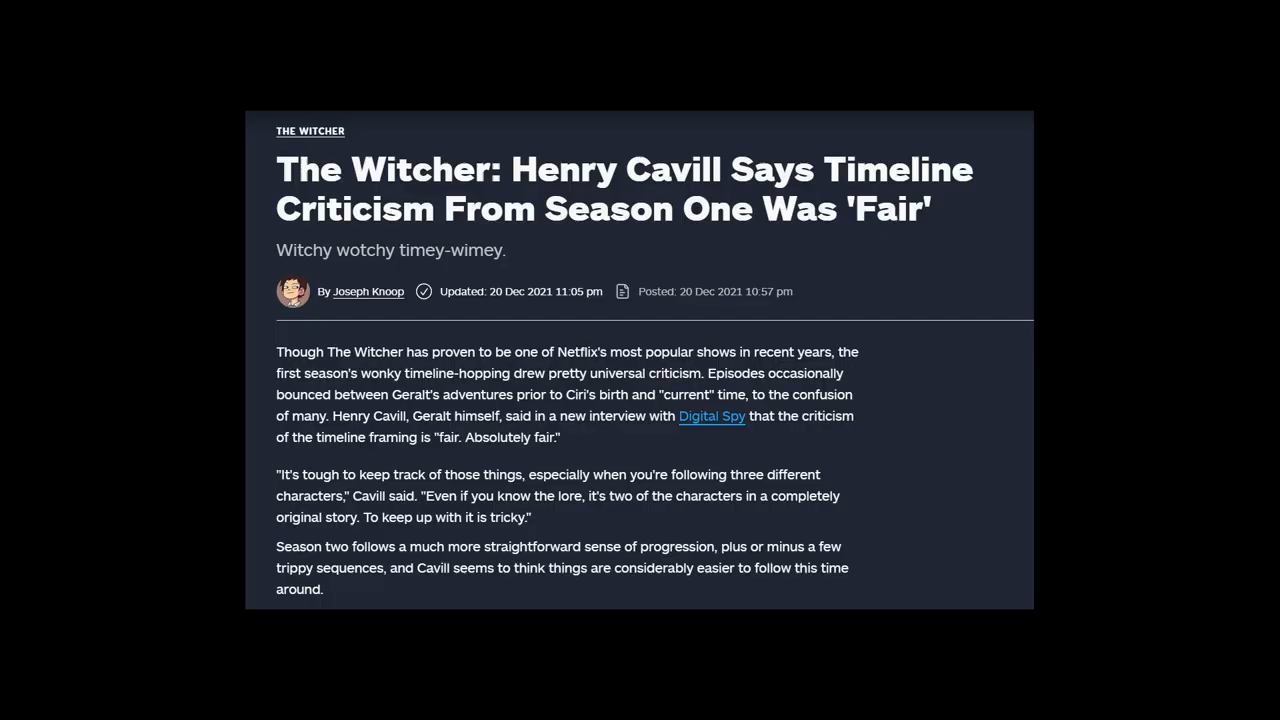 THE WITCHER
The Witcher: Henry Cavill Says Timeline
Criticism From Season One Was 'Fair'
Witchy wotchy timey-wimey.
By Joseph Knoop Updated: 20 Dec 2021 11:05 pm Posted: 20 Dec 2021 10:57 pm
Though The Witcher has proven to be one of Netflix's most popular shows in recent years, the
first season's wonky timeline-hopping drew pretty universal criticism. Episodes occasionally
bounced between Geralt's adventures prior to Ciri's birth and "current" time, to the confusion
of many. Henry Cavill, Geralt himself, said in a new interview with Digital Spy that the criticism
of the timeline framing is "fair. Absolutely fair."
"It's tough to keep track of those things, especially when you're following three different
characters," Cavill said. "Even if you know the lore, it's two of the characters in a completely
original story. To keep up with it is tricky."
Season two follows a much more straightforward sense of progression, plus or minus a few
trippy sequences, and Cavill seems to think things are considerably easier to follow this time
around.